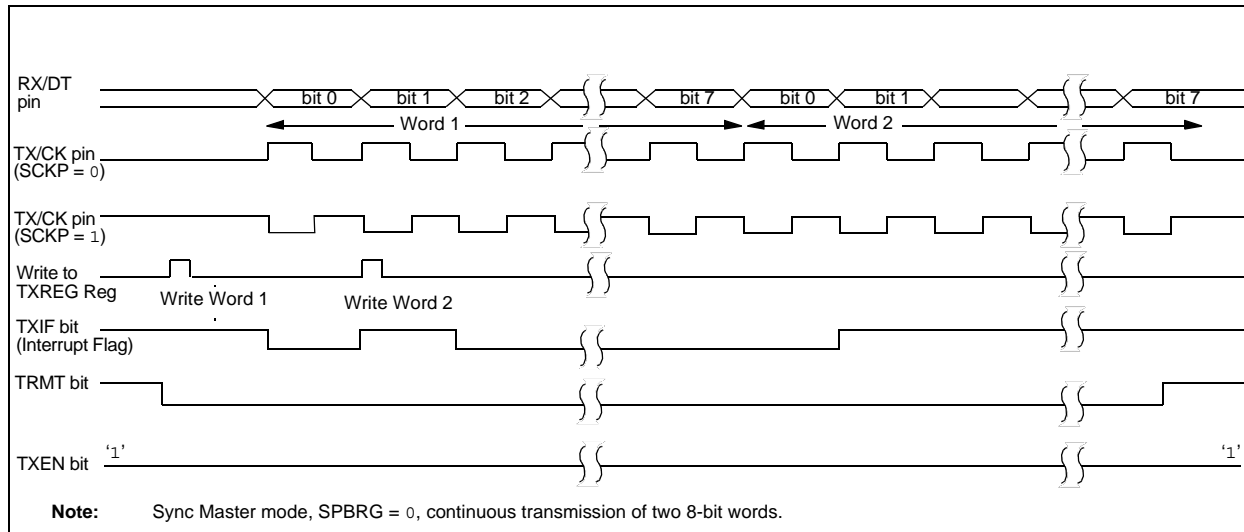 RX/DT
pin
bit 0 bit 1 bit 2 bit 7 bit 0 bit 1 bit 7
Word 1 Word 2
TX/CK pin
(SCKP = 0)
TX/CK pin
(SCKP = 1)
Write to
TXREG Reg
Write Word 1 Write Word 2
TXIF bit
(Interrupt Flag)
TRMT bit
‘1’ ‘1’
TXEN bit
Note: Sync Master mode, SPBRG = 0, continuous transmission of two 8-bit words.